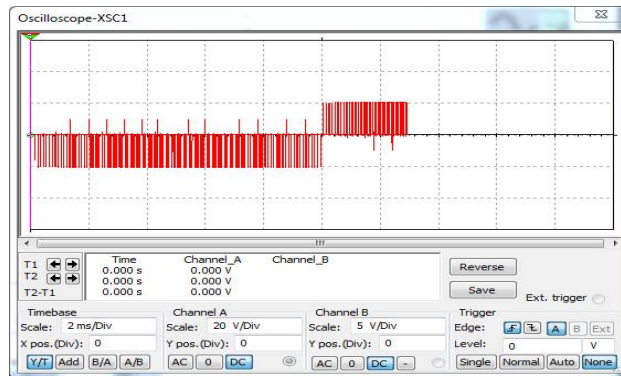 Oscilloscope-XSC1
Time Channel_A Channel_B
T1 0.000 s 0.000 V
T2 0.000 s 0.000 V
T2-T1 0.000 s 0.000 V
Reverse
Save
Ext. trigger
Timebase Channel A Channel B Trigger
Scale: 2 ms/Div Scale: 20 V/Div Scale: 5 V/Div Edge: A B Ext
X pos.(Div): 0 Y pos.(Div): 0 Y pos.(Div): 0 Level: 0 V
Y/T Add B/A A/B AC 0 DC AC 0 DC - Single Normal Auto None